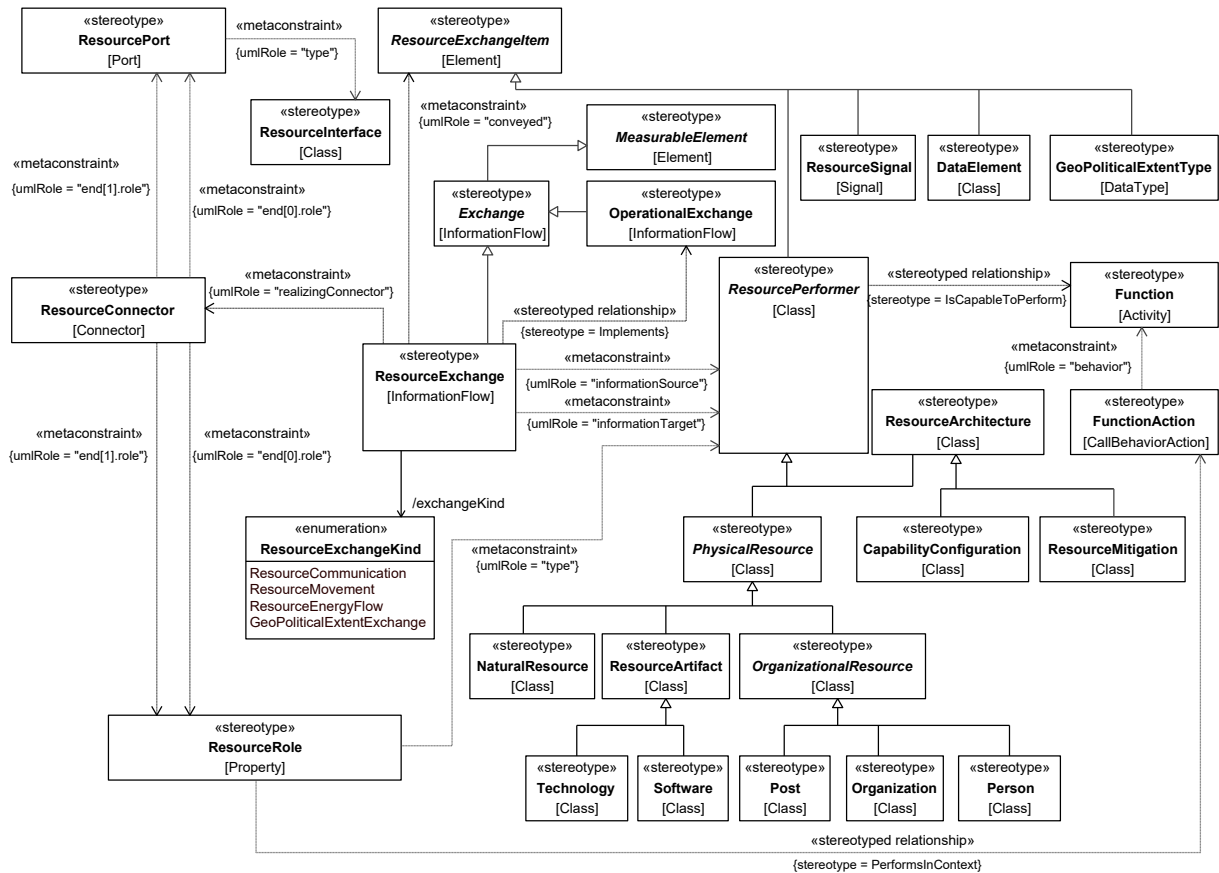 «stereotype»
ResourcePort
[Port]
«metaconstraint»
{umlRole = "type"}
«stereotype»
ResourceExchangeItem
[Element]
«stereotype»
ResourceInterface
[Class]
«metaconstraint»
{umlRole = "conveyed"}
«stereotype»
MeasurableElement
[Element]
«stereotype»
ResourceSignal
[Signal]
«stereotype»
DataElement
[Class]
«stereotype»
GeoPoliticalExtentType
[DataType]
«metaconstraint»
{umlRole = "end[1].role"}
«metaconstraint»
{umlRole = "end[0].role"}
«stereotype»
Exchange
[InformationFlow]
«stereotype»
OperationalExchange
[InformationFlow]
«stereotype»
ResourceConnector
[Connector]
«metaconstraint»
{umlRole = "realizingConnector"}
«stereotyped relationship»
{stereotype = Implements}
«stereotype»
ResourcePerformer
[Class]
«stereotyped relationship»
{stereotype = IsCapableToPerform}
«stereotype»
Function
[Activity]
«metaconstraint»
{umlRole = "behavior"}
«stereotype»
ResourceExchange
[InformationFlow]
«metaconstraint»
{umlRole = "informationSource"}
«metaconstraint»
{umlRole = "informationTarget"}
«stereotype»
ResourceArchitecture
[Class]
«stereotype»
FunctionAction
[CallBehaviorAction]
«metaconstraint»
{umlRole = "end[1].role"}
«metaconstraint»
{umlRole = "end[0].role"}
/exchangeKind
«enumeration»
ResourceExchangeKind
ResourceCommunication
ResourceMovement
ResourceEnergyFlow
GeoPoliticalExtentExchange
«metaconstraint»
{umlRole = "type"}
«stereotype»
PhysicalResource
[Class]
«stereotype»
CapabilityConfiguration
[Class]
«stereotype»
ResourceMitigation
[Class]
«stereotype»
NaturalResource
[Class]
«stereotype»
ResourceArtifact
[Class]
«stereotype»
OrganizationalResource
[Class]
«stereotype»
ResourceRole
[Property]
«stereotype»
Technology
[Class]
«stereotype»
Software
[Class]
«stereotype»
Post
[Class]
«stereotype»
Organization
[Class]
«stereotype»
Person
[Class]
«stereotyped relationship»
{stereotype = PerformsInContext}